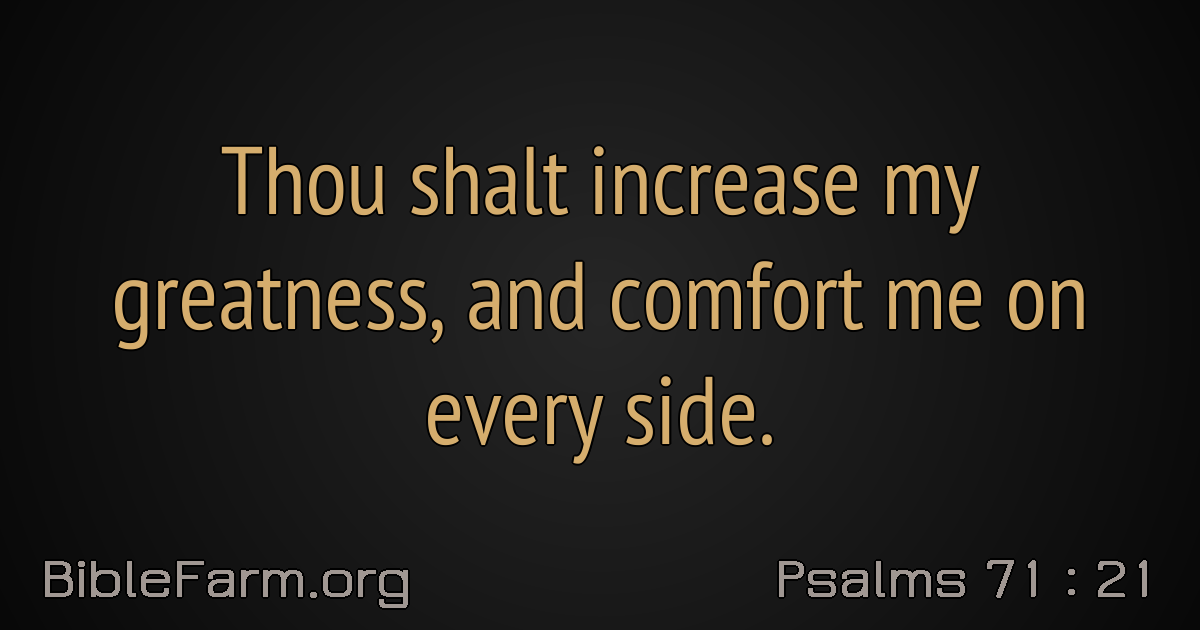 Thou shalt increase my
greatness, and comfort me on
every side.
BibleFarm.org
Psalms 71 : 21